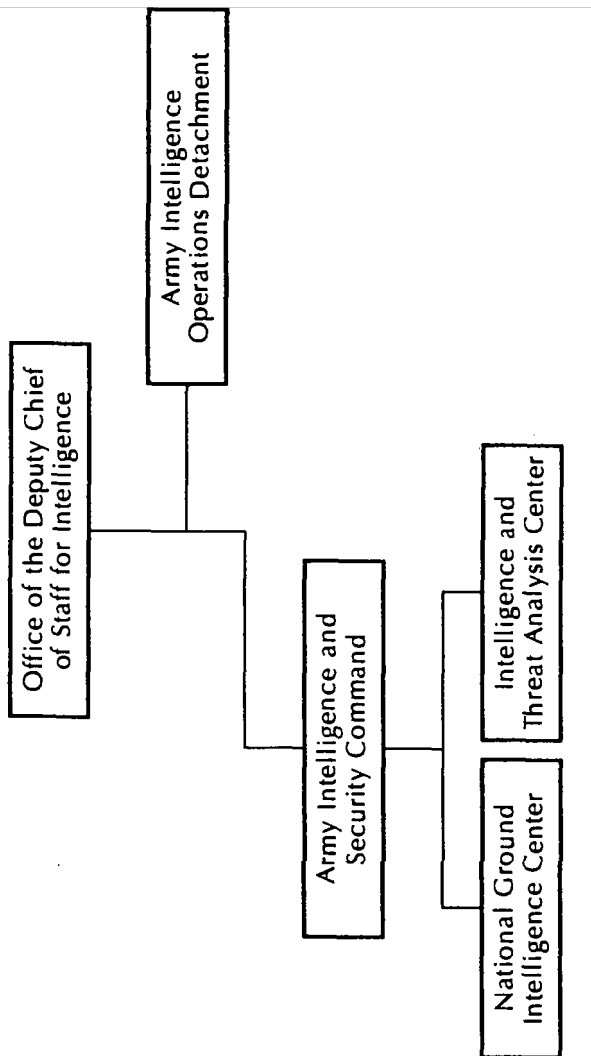 Office of the Deputy Chief
of Staff for Intelligence
Army Intelligence
Operations Detachment
Army Intelligence and
Security Command
National Ground
Intelligence Center
Intelligence and
Threat Analysis Center